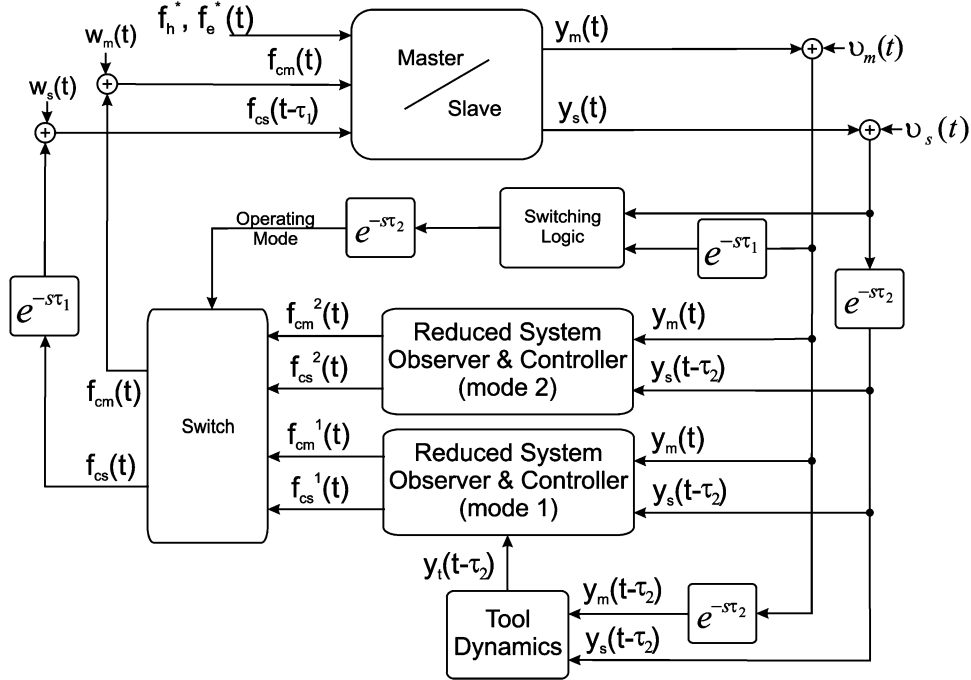 f_h^*, f_e^*(t)
y_m(t)
w_m(t)
υ_m(t)
Master
f_cm(t)
w_s(t)
f_cs(t-τ_1)
Slave
y_s(t)
υ_s(t)
Operating
Mode
e^{-sτ_2}
Switching
Logic
e^{-sτ_1}
e^{-sτ_2}
e^{-sτ_1}
f_cm^2(t)
Reduced System
Observer & Controller
(mode 2)
y_m(t)
f_cs^2(t)
y_s(t-τ_2)
f_cm(t)
Switch
f_cm^1(t)
Reduced System
Observer & Controller
(mode 1)
y_m(t)
f_cs(t)
f_cs^1(t)
y_s(t-τ_2)
y_t(t-τ_2)
y_m(t-τ_2)
e^{-sτ_2}
Tool
Dynamics
y_s(t-τ_2)